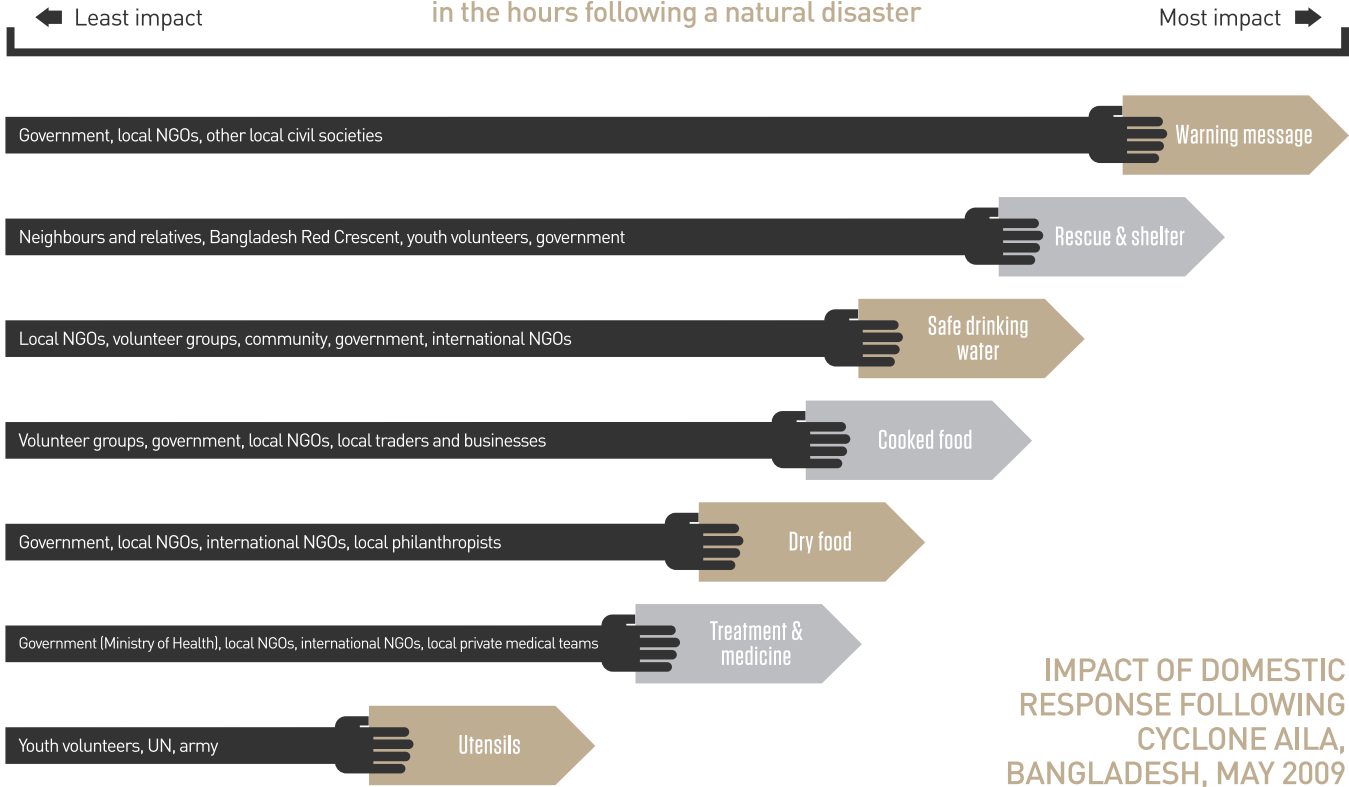 in the hours following a natural disaster
Least impact
Most impact
Government, local NGOs, other local civil societies
Warning message
Neighbours and relatives, Bangladesh Red Crescent, youth volunteers, government
Rescue & shelter
Local NGOs, volunteer groups, community, government, international NGOs
Safe drinking
water
Volunteer groups, government, local NGOs, local traders and businesses
Cooked food
Government, local NGOs, international NGOs, local philanthropists
Dry food
Government (Ministry of Health), local NGOs, international NGOs, local private medical teams
Treatment &
medicine
Youth volunteers, UN, army
Utensils
IMPACT OF DOMESTIC
RESPONSE FOLLOWING
CYCLONE AILA,
BANGLADESH, MAY 2009